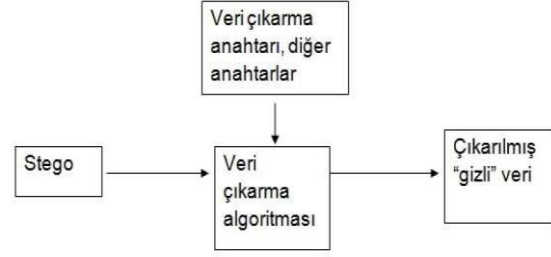 Veri çıkarma
anahtarı, diğer
anahtarlar
Stego
Veri
çıkarma
algoritması
Çıkarılmış
“gizli” veri